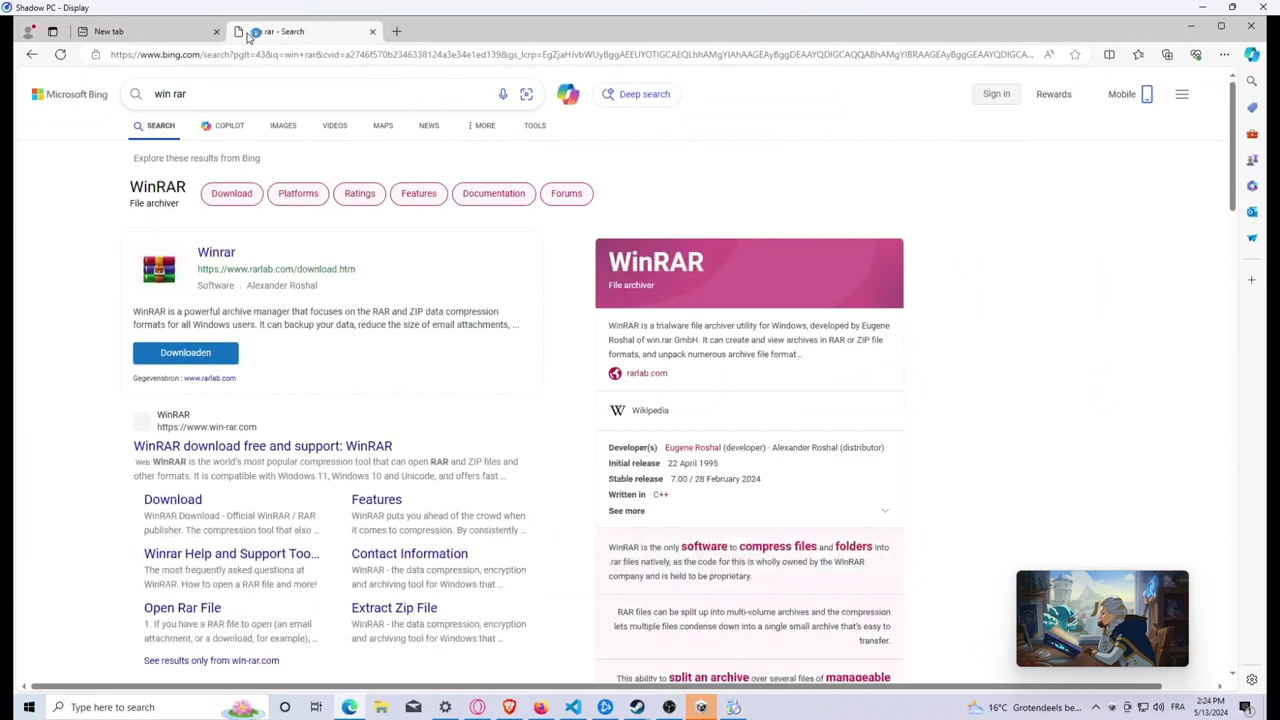 Shadow PC - Display
New tab
rar - Search
https://www.bing.com/search?pglt=43&q=win+rar&cvid=a2746f570b2346338124a3e34e1ed139&gs_lcrp=
win rar
Microsoft Bing
Deep search
Sign in
Rewards
Mobile
SEARCH
COPILOT
IMAGES
VIDEOS
MAPS
NEWS
MORE
TOOLS
Explore these results from Bing
WinRAR
File archiver
Download
Platforms
Ratings
Features
Documentation
Forums
Winrar
https://www.rarlab.com/download.htm
Software
Alexander Roshal
WinRAR is a powerful archive manager that focuses on the RAR and ZIP data compression
formats for all Windows users. It can backup your data, reduce the size of email attachments, ...
Downloaden
Gegevensbron : www.rarlab.com
WinRAR
https://www.win-rar.com
WinRAR download free and support: WinRAR
Web WinRAR is the world's most popular compression tool that can open RAR and ZIP files and
other formats. It is compatible with Windows 11, Windows 10 and Unicode, and offers fast ...
Download
WinRAR Download - Official WinRAR / RAR
publisher. The compression tool that also ...
Features
WinRAR puts you ahead of the crowd when
it comes to compression. By consistently ...
Winrar Help and Support Too...
The most frequently asked questions at
WinRAR. How to open a RAR file and more!
Contact Information
WinRAR - the data compression, encryption
and archiving tool for Windows that ...
Open Rar File
1. If you have a RAR file to open (an email
attachment, or a download, for example), ...
Extract Zip File
WinRAR - the data compression, encryption
and archiving tool for Windows that ...
See results only from win-rar.com
WinRAR
File archiver
WinRAR is a trialware file archiver utility for Windows, developed by Eugene
Roshal of win.rar GmbH. It can create and view archives in RAR or ZIP file
formats, and unpack numerous archive file format...
rarlab.com
W Wikipedia
Developer(s) Eugene Roshal (developer) · Alexander Roshal (distributor)
Initial release 22 April 1995
Stable release 7.00 / 28 February 2024
Written in C++
See more
WinRAR is the only software to compress files and folders into
.rar files natively, as the code for this is wholly owned by the WinRAR
company and is held to be proprietary.
RAR files can be split up into multi-volume archives and the compression
lets multiple files condense down into a single small archive that's easy to
transfer.
This ability to split an archive over several files of manageable
Type here to search
16°C Grotendeels be...
FR
2:24 PM
5/13/2024